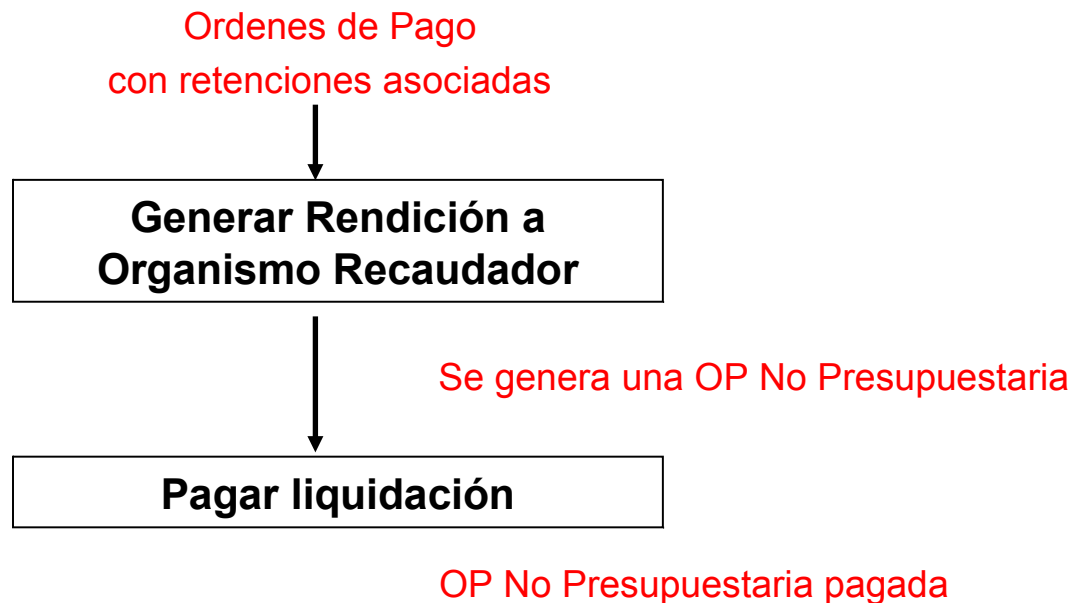 Ordenes de Pago
con retenciones asociadas
Generar Rendición a
Organismo Recaudador
Se genera una OP No Presupuestaria
Pagar liquidación
OP No Presupuestaria pagada